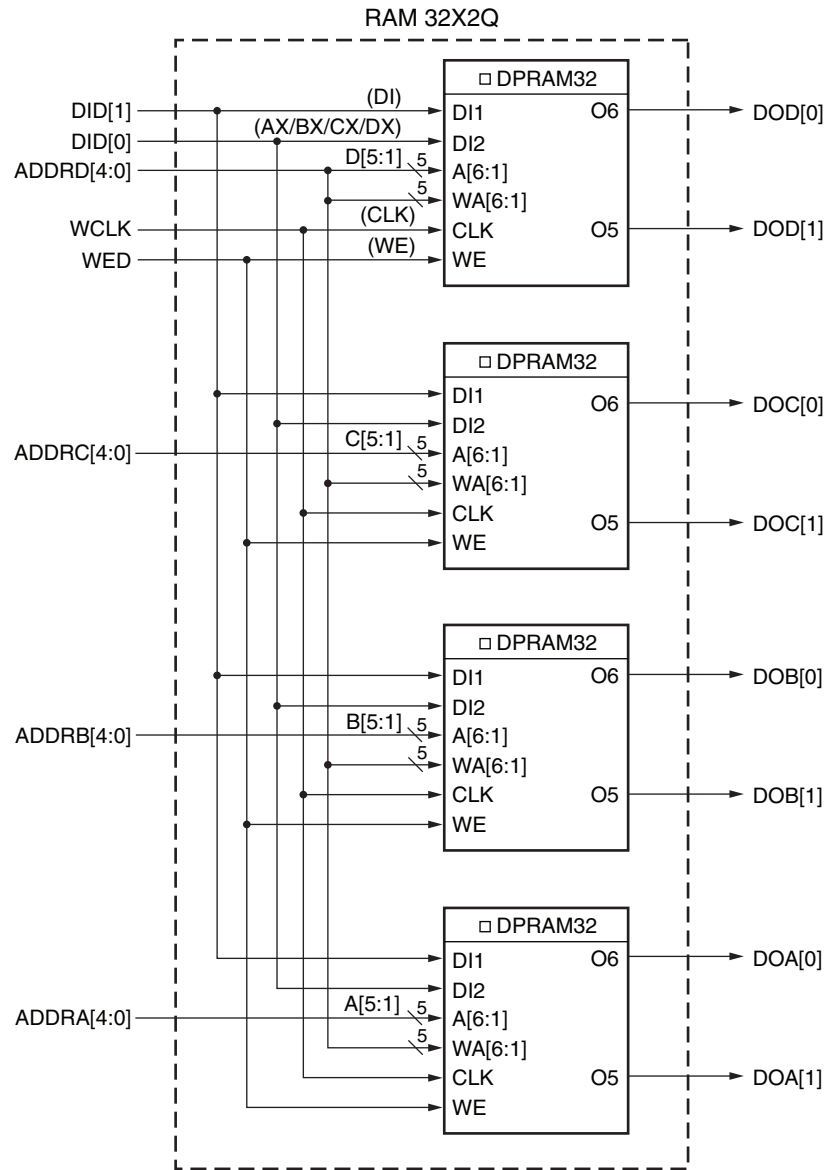 RAM 32X2Q
□ DPRAM32
DID[1] (DI) DI1 O6 DOD[0]
DID[0] (AX/BX/CX/DX) DI2
ADDRD[4:0] D[5:1] 5 A[6:1]
5 WA[6:1]
WCLK (CLK) CLK O5 DOD[1]
WED (WE) WE
□ DPRAM32
DI1 O6 DOC[0]
DI2
ADDRC[4:0] C[5:1] 5 A[6:1]
5 WA[6:1]
CLK O5 DOC[1]
WE
□ DPRAM32
DI1 O6 DOB[0]
DI2
ADDRB[4:0] B[5:1] 5 A[6:1]
5 WA[6:1]
CLK O5 DOB[1]
WE
□ DPRAM32
DI1 O6 DOA[0]
DI2
ADDRA[4:0] A[5:1] 5 A[6:1]
5 WA[6:1]
CLK O5 DOA[1]
WE